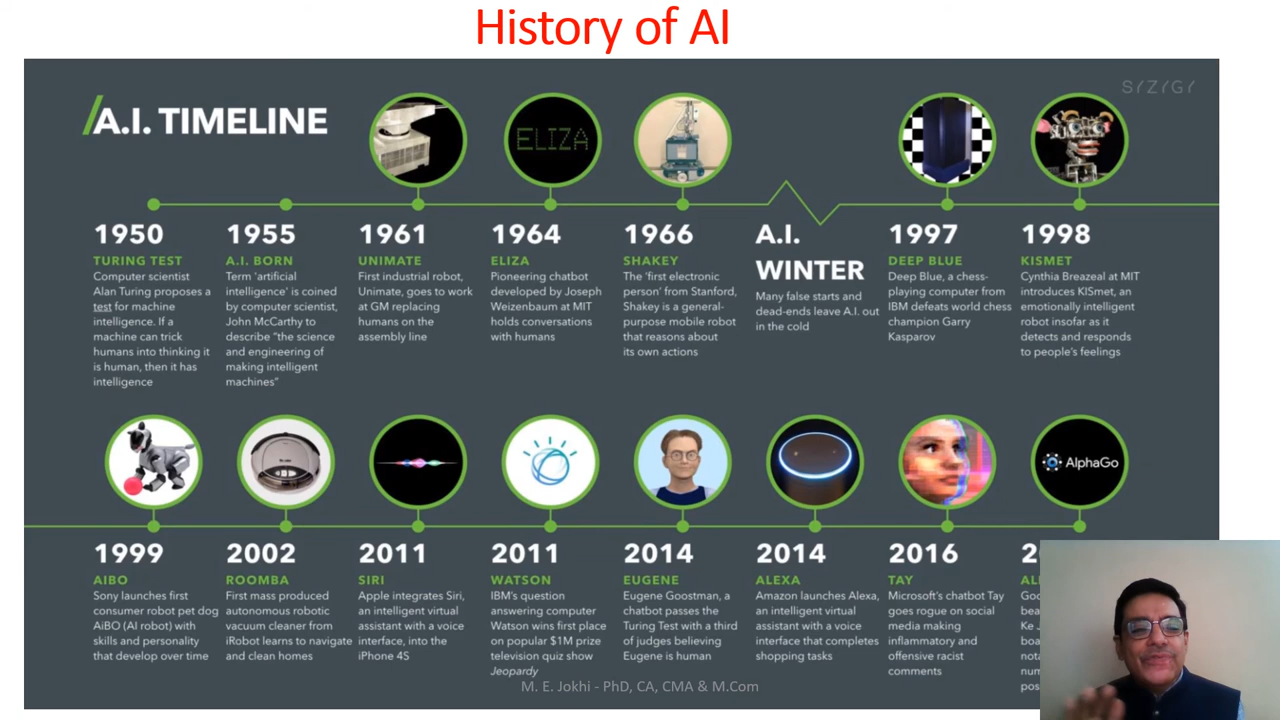 History of AI
SYZYGY
/A.I. TIMELINE
ELIZA
1950
TURING TEST
Computer scientist
Alan Turing proposes a
test for machine
intelligence. If a
machine can trick
humans into thinking it
is human, then it has
intelligence
1955
A.I. BORN
Term 'artificial
intelligence' is coined
by computer scientist,
John McCarthy to
describe "the science
and engineering of
making intelligent
machines"
1961
UNIMATE
First industrial robot,
Unimate, goes to work
at GM replacing
humans on the
assembly line
1964
ELIZA
Pioneering chatbot
developed by Joseph
Weizenbaum at MIT
holds conversations
with humans
1966
SHAKEY
The 'first electronic
person' from Stanford,
Shakey is a general-
purpose mobile robot
that reasons about
its own actions
A.I.
WINTER
Many false starts and
dead-ends leave A.I. out
in the cold
1997
DEEP BLUE
Deep Blue, a chess-
playing computer from
IBM defeats world chess
champion Garry
Kasparov
1998
KISMET
Cynthia Breazeal at MIT
introduces KISmet, an
emotionally intelligent
robot insofar as it
detects and responds
to people's feelings
AlphaGo
1999
AIBO
Sony launches first
consumer robot pet dog
AiBO (AI robot) with
skills and personality
that develop over time
2002
ROOMBA
First mass produced
autonomous robotic
vacuum cleaner from
iRobot learns to navigate
and clean homes
2011
SIRI
Apple integrates Siri,
an intelligent virtual
assistant with a voice
interface, into the
iPhone 4S
2011
WATSON
IBM's question
answering computer
Watson wins first place
on popular $1M prize
television quiz show
Jeopardy
2014
EUGENE
Eugene Goostman, a
chatbot passes the
Turing Test with a third
of judges believing
Eugene is human
2014
ALEXA
Amazon launches Alexa,
an intelligent virtual
assistant with a voice
interface that completes
shopping tasks
2016
TAY
Microsoft's chatbot Tay
goes rogue on social
media making
inflammatory and
offensive racist
comments
Ke
M. E. Jokhi - PhD, CA, CMA & M.Com